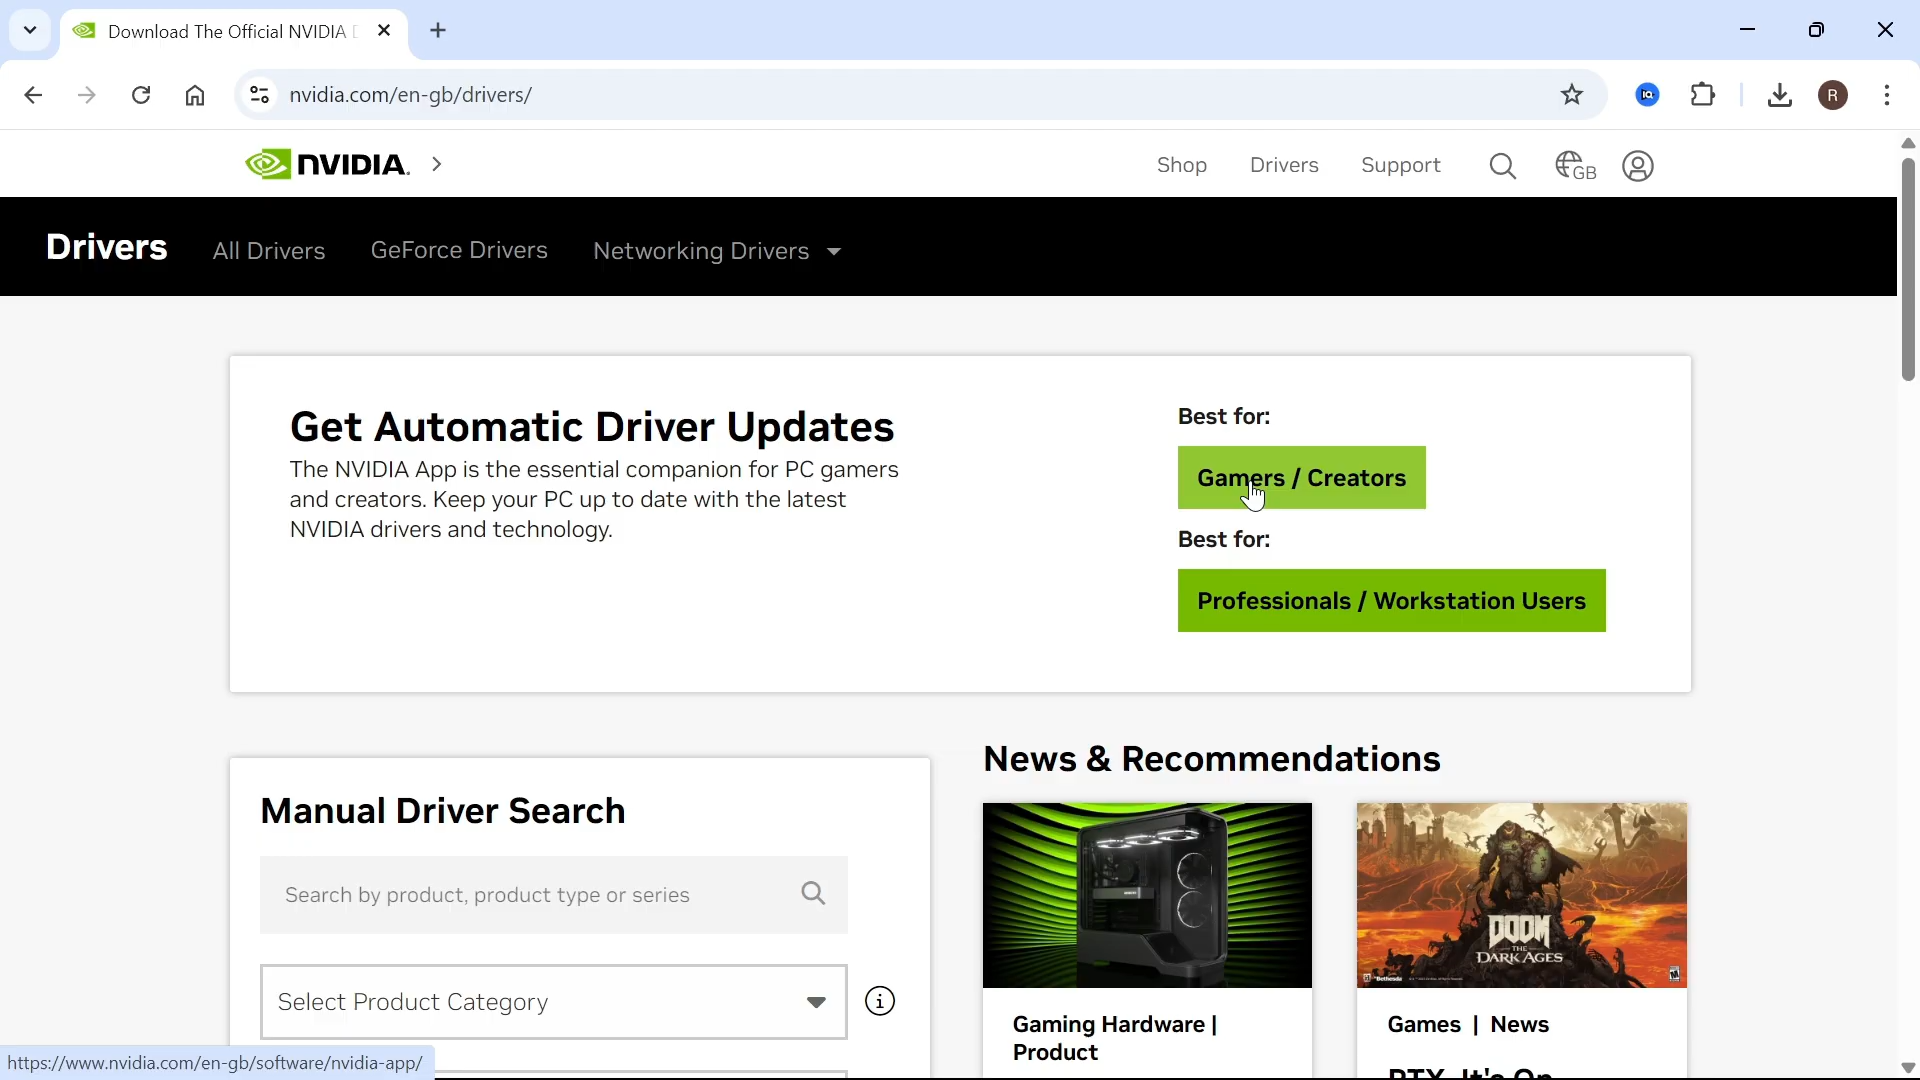 Download The Official NVIDIA D
nvidia.com/en-gb/drivers/
R
NVIDIA.
Shop
Drivers
Support
GB
Drivers
All Drivers
GeForce Drivers
Networking Drivers
Get Automatic Driver Updates
The NVIDIA App is the essential companion for PC gamers
and creators. Keep your PC up to date with the latest
NVIDIA drivers and technology.
Best for:
Gamers / Creators
Best for:
Professionals / Workstation Users
Manual Driver Search
Search by product, product type or series
Select Product Category
News & Recommendations
DOOM
THE
DARK AGES
Bethesda
Gaming Hardware |
Product
Games | News
RTX. It's On
https://www.nvidia.com/en-gb/software/nvidia-app/